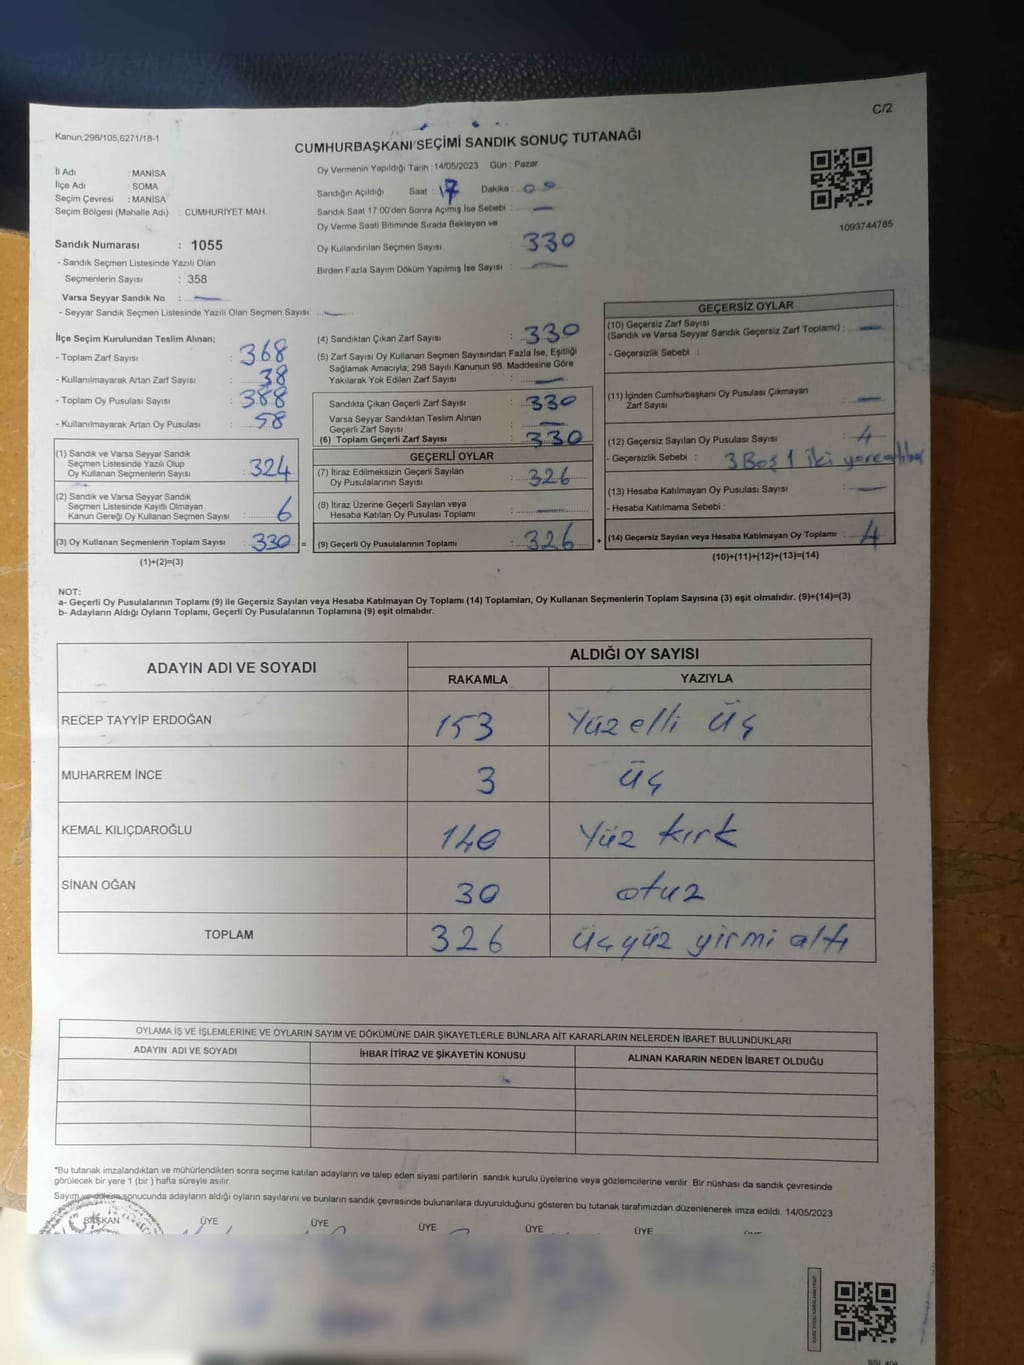 C/2
Kanun;298/105,6271/18-1
CUMHURBAŞKANI SEÇİMİ SANDIK SONUÇ TUTANAĞI
İl Adı : MANİSA
İlçe Adı : SOMA
Seçim Çevresi : MANİSA
Seçim Bölgesi (Mahalle Adı) : CUMHURİYET MAH.
Sandık Numarası : 1055
- Sandık Seçmen Listesinde Yazılı Olan
Seçmenlerin Sayısı : 358
Varsa Seyyar Sandık No : —
- Seyyar Sandık Seçmen Listesinde Yazılı Olan Seçmen Sayısı: —
Oy Vermenin Yapıldığı Tarih : 14/05/2023 Gün : Pazar
Sandığın Açıldığı Saat : 17 Dakika : 00
Sandık Saat 17:00'den Sonra Açmış İse Sebebi : —
Oy Verme Saati Bitiminde Sırada Bekleyen ve
Oy Kullandırılan Seçmen Sayısı : 330
Birden Fazla Sayım Döküm Yapılmış İse Sayısı : —
1093744785
İlçe Seçim Kurulundan Teslim Alınan;
- Toplam Zarf Sayısı : 368
- Kullanılmayarak Artan Zarf Sayısı : 38
- Toplam Oy Pusulası Sayısı : 388
- Kullanılmayarak Artan Oy Pusulası : 58
(1) Sandık ve Varsa Seyyar Sandık
Seçmen Listesinde Yazılı Olup
Oy Kullanan Seçmenlerin Sayısı : 324
(2) Sandık ve Varsa Seyyar Sandık
Seçmen Listesinde Kayıtlı Olmayan
Kanun Gereği Oy Kullanan Seçmen Sayısı : 6
(3) Oy Kullanan Seçmenlerin Toplam Sayısı : 330 =
(1)+(2)=(3)
(4) Sandıktan Çıkan Zarf Sayısı : 330
(5) Zarf Sayısı Oy Kullanan Seçmen Sayısından Fazla İse, Eşitliği
Sağlamak Amacıyla; 298 Sayılı Kanunun 98. Maddesine Göre
Yakılarak Yok Edilen Zarf Sayısı : —
Sandıkta Çıkan Geçerli Zarf Sayısı : 330
Varsa Seyyar Sandıktan Teslim Alınan
Geçerli Zarf Sayısı : —
(6) Toplam Geçerli Zarf Sayısı : 330
GEÇERLİ OYLAR
(7) İtiraz Edilmeksizin Geçerli Sayılan
Oy Pusulalarının Sayısı : 326
(8) İtiraz Üzerine Geçerli Sayılan veya
Hesaba Katılan Oy Pusulası Toplamı : —
(9) Geçerli Oy Pusulalarının Toplamı : 326 +
GEÇERSİZ OYLAR
(10) Geçersiz Zarf Sayısı
(Sandık ve Varsa Seyyar Sandık Geçersiz Zarf Toplamı) : —
- Geçersizlik Sebebi :
(11) İçinden Cumhurbaşkanı Oy Pusulası Çıkmayan
Zarf Sayısı : —
(12) Geçersiz Sayılan Oy Pusulası Sayısı : 4
- Geçersizlik Sebebi : 3 Boş 1 iki yere
(13) Hesaba Katılmayan Oy Pusulası Sayısı : —
- Hesaba Katılmama Sebebi :
(14) Geçersiz Sayılan veya Hesaba Katılmayan Oy Toplamı : 4
(10)+(11)+(12)+(13)=(14)
NOT:
a- Geçerli Oy Pusulalarının Toplamı (9) ile Geçersiz Sayılan veya Hesaba Katılmayan Oy Toplamı (14) Toplamları, Oy Kullanan Seçmenlerin Toplam Sayısına (3) eşit olmalıdır. (9)+(14)=(3)
b- Adayların Aldığı Oyların Toplamı, Geçerli Oy Pusulalarının Toplamına (9) eşit olmalıdır.
ADAYIN ADI VE SOYADI ALDIĞI OY SAYISI
RAKAMLA YAZIYLA
RECEP TAYYİP ERDOĞAN 153 Yüz elli üç
MUHARREM İNCE 3 üç
KEMAL KILIÇDAROĞLU 140 Yüz kırk
SİNAN OĞAN 30 otuz
TOPLAM 326 üçyüz yirmi altı
OYLAMA İŞ VE İŞLEMLERİNE VE OYLARIN SAYIM VE DÖKÜMÜNE DAİR ŞİKAYETLERLE BUNLARA AİT KARARLARIN NELERDEN İBARET BULUNDUKLARI
ADAYIN ADI VE SOYADI İHBAR İTİRAZ VE ŞİKAYETİN KONUSU ALINAN KARARIN NEDEN İBARET OLDUĞU
*Bu tutanak imzalandıktan ve mühürlendikten sonra seçime katılan adayların ve talep eden siyasi partilerin sandık kurulu üyelerine veya gözlemcilerine verilir .Bir nüshası da sandık çevresinde
görülecek bir yere 1 (bir ) hafta süreyle asılır.
Sayım ve döküm sonucunda adayların aldığı oyların sayılarını ve bunların sandık çevresinde bulunanlara duyurulduğunu gösteren bu tutanak tarafımızdan düzenlenerek imza edildi. 14/05/2023
BAŞKAN ÜYE ÜYE ÜYE ÜYE ÜYE